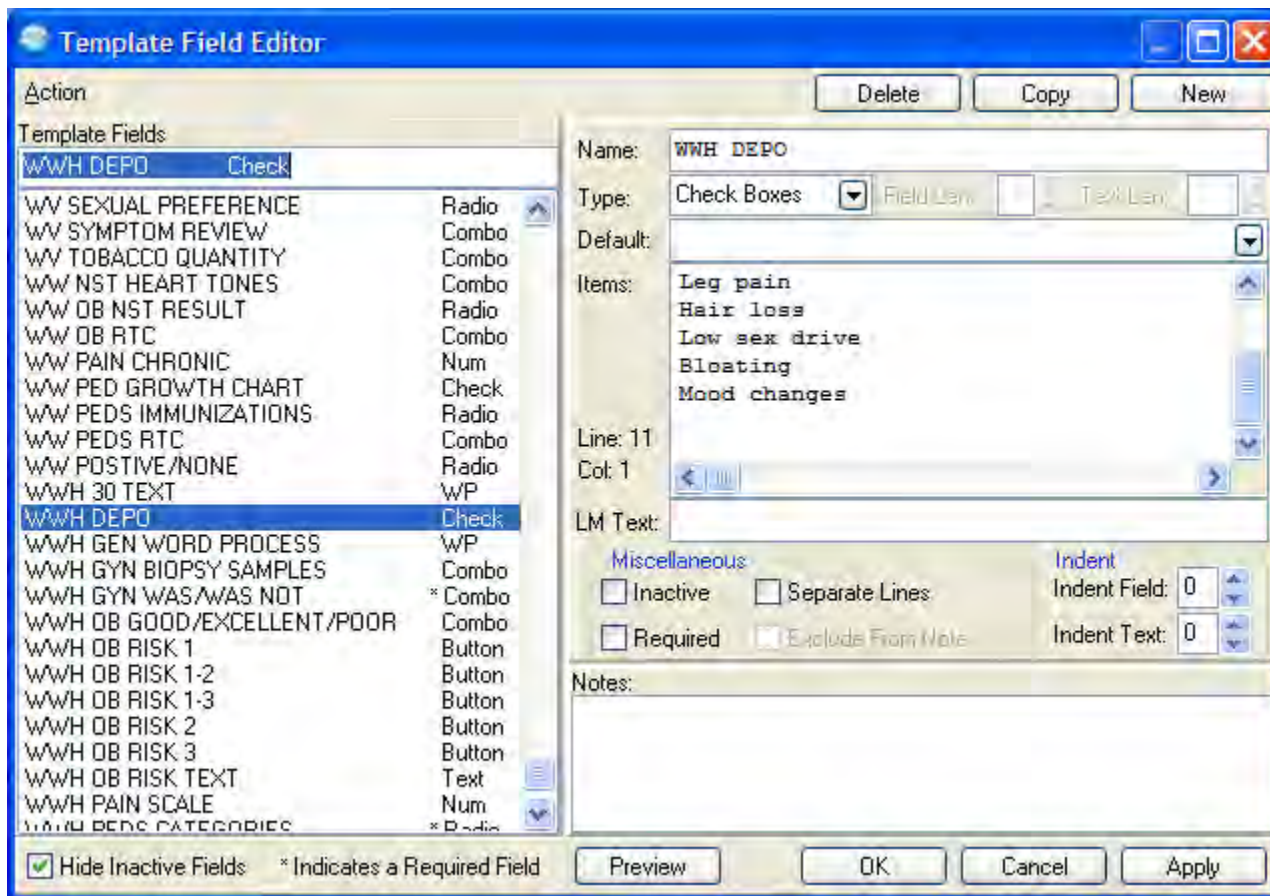 Template Field Editor
Action
Delete
Copy
New
Template Fields
WWH DEPO Check
WV SEXUAL PREFERENCE Radio
WV SYMPTOM REVIEW Combo
WV TOBACCO QUANTITY Combo
WW NST HEART TONES Combo
WW OB NST RESULT Radio
WW OB RTC Combo
WW PAIN CHRONIC Num
WW PED GROWTH CHART Check
WW PEDS IMMUNIZATIONS Radio
WW PEDS RTC Combo
WW POSTIVE/NONE Radio
WWH 30 TEXT WP
WWH DEPO Check
WWH GEN WORD PROCESS WP
WWH GYN BIOPSY SAMPLES Combo
WWH GYN WAS/WAS NOT * Combo
WWH OB GOOD/EXCELLENT/POOR Combo
WWH OB RISK 1 Button
WWH OB RISK 1-2 Button
WWH OB RISK 1-3 Button
WWH OB RISK 2 Button
WWH OB RISK 3 Button
WWH OB RISK TEXT Text
WWH PAIN SCALE Num
WWH PEDS CATEGORIES * Radio
Name: WWH DEPO
Type: Check Boxes Field Len: Text Len:
Default:
Items:
Leg pain
Hair loss
Low sex drive
Bloating
Mood changes
Line: 11
Col: 1
LM Text:
Miscellaneous
Inactive
Separate Lines
Required
Exclude From Note
Indent
Indent Field: 0
Indent Text: 0
Notes:
Hide Inactive Fields * Indicates a Required Field
Preview
OK
Cancel
Apply